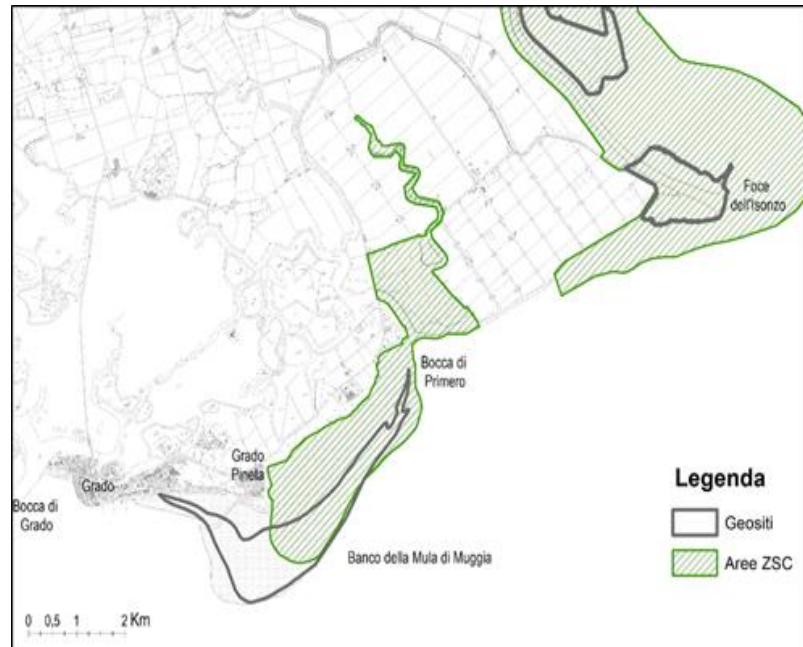 Foce
dell'Isonzo
Bocca di
Primero
Grado
Pineta
Grado
Bocca di
Grado
Banco della Mula di Muggia
Legenda
Geositi
Aree ZSC
0 0,5 1 2 Km